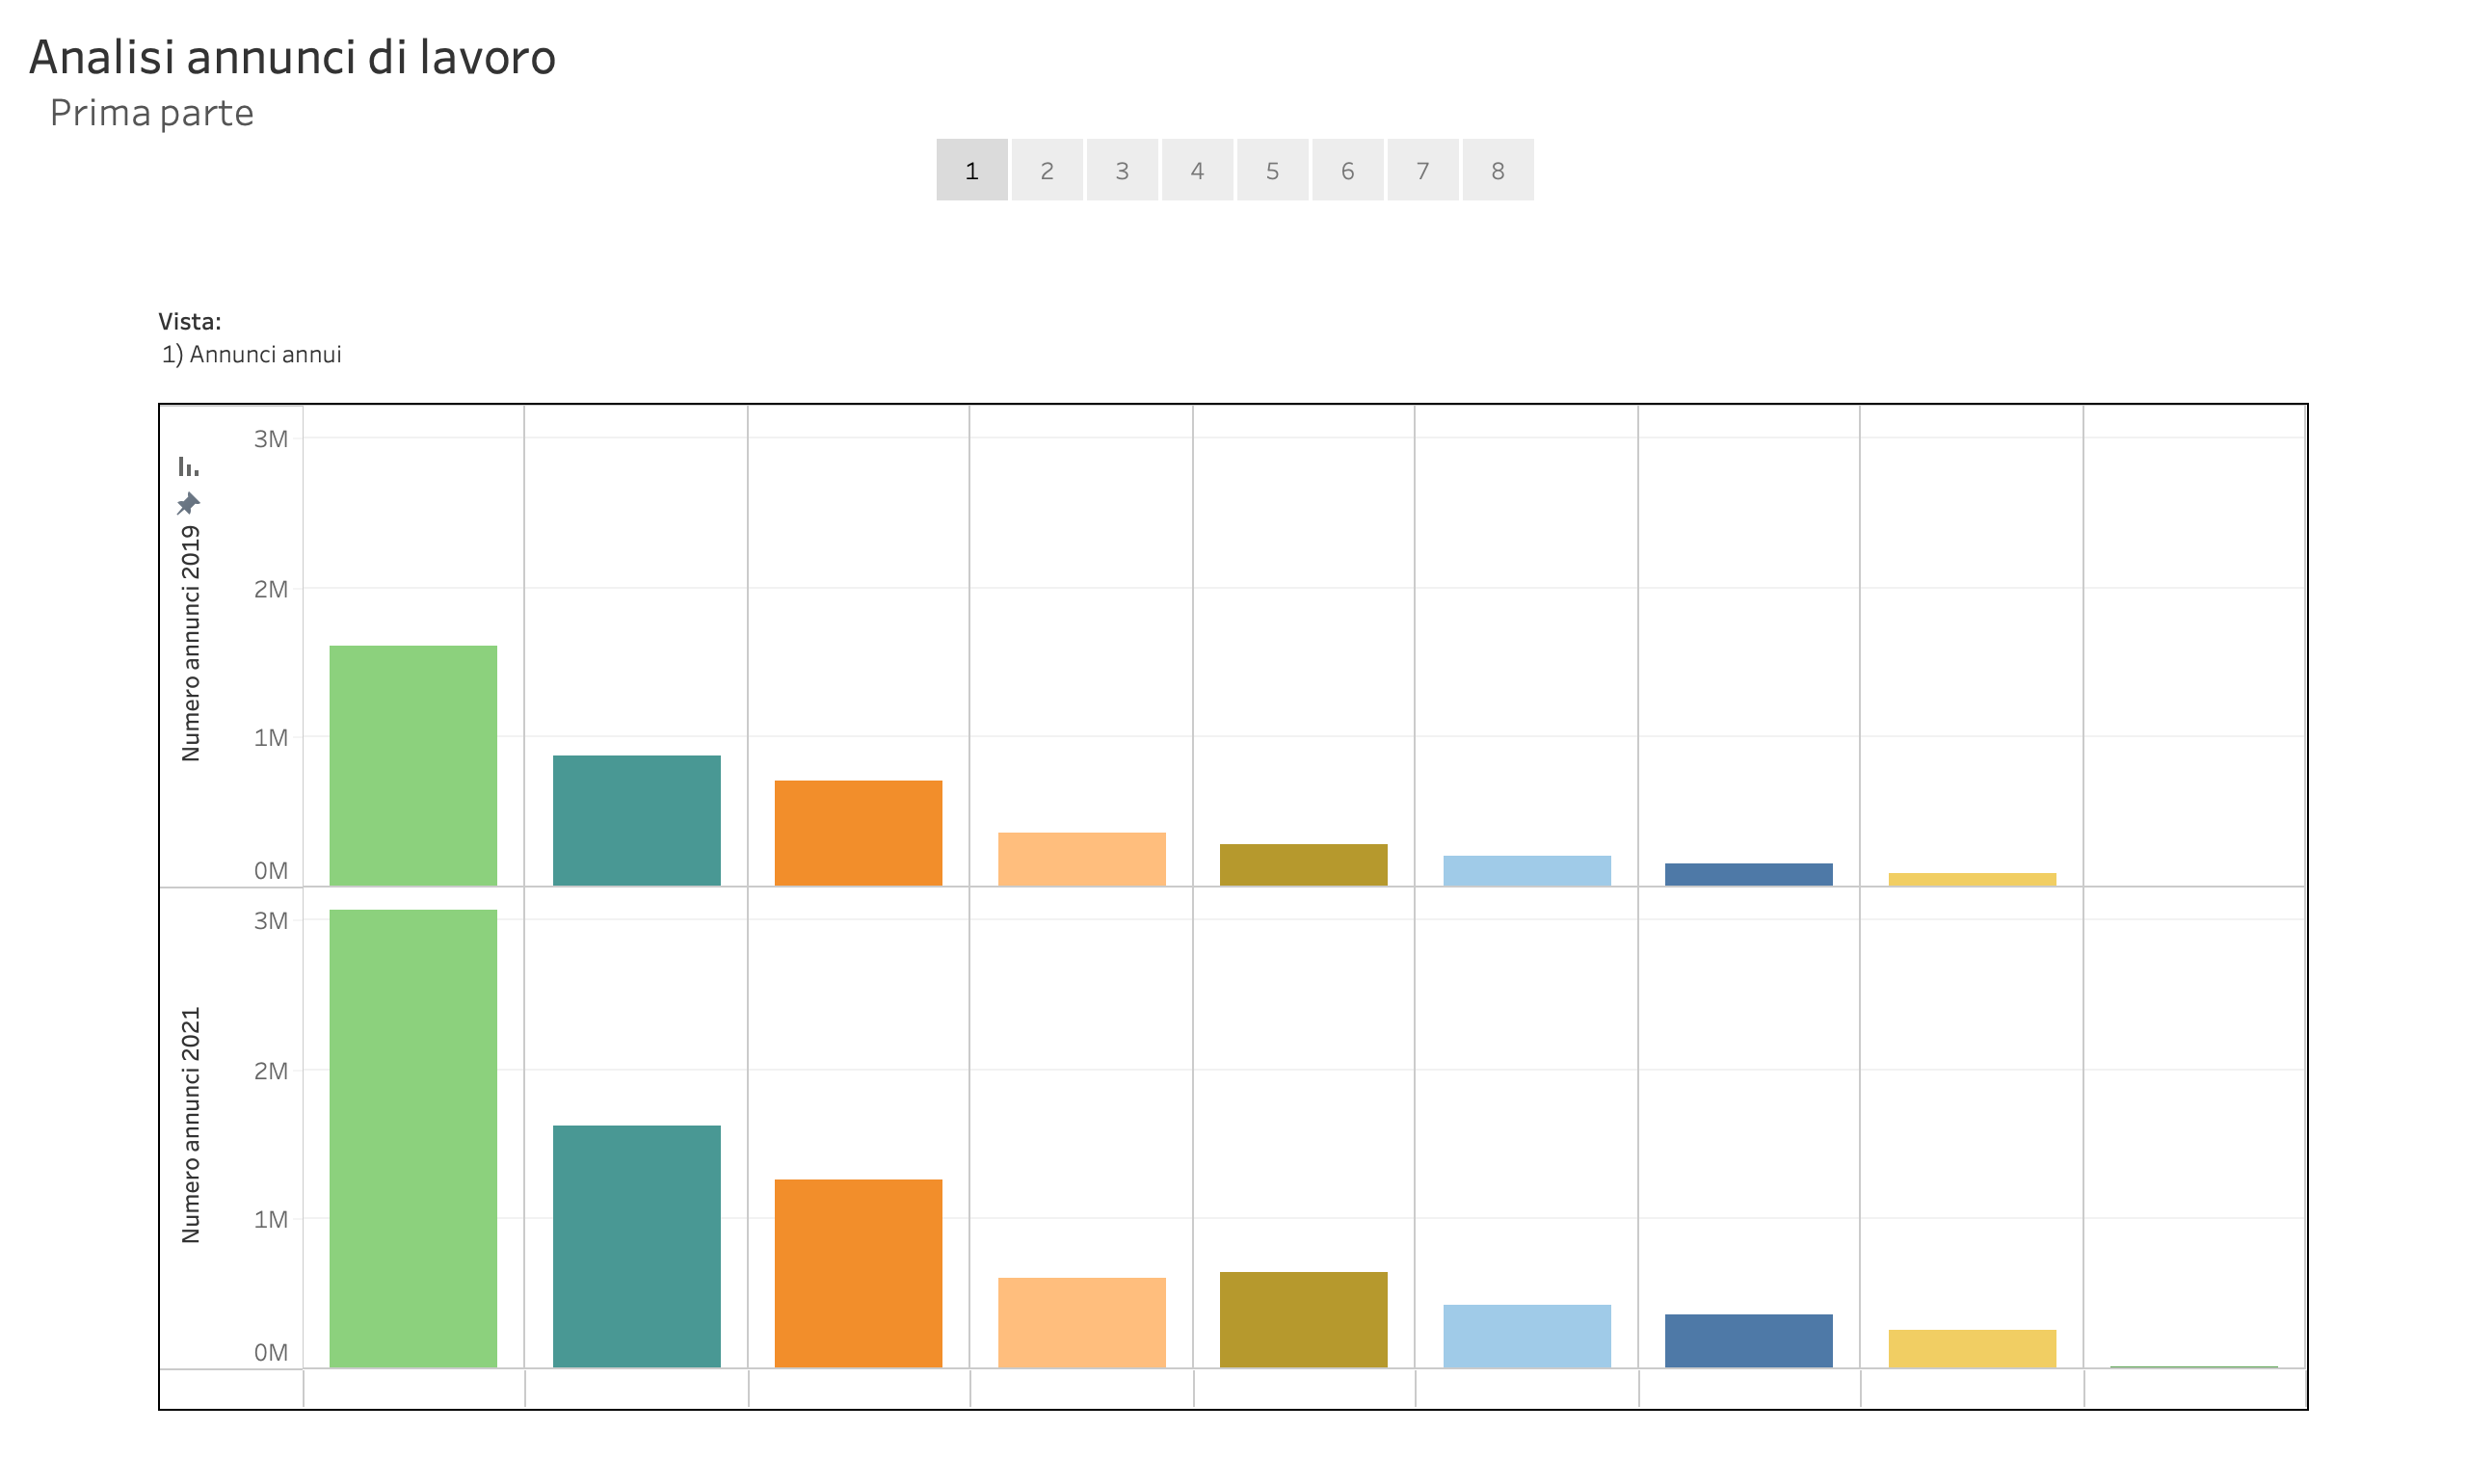 Analisi annunci di lavoro
Prima parte
1 2 3 4 5 6 7 8
Vista:
1) Annunci annui
Numero annunci 2019
3M
2M
1M
0M
Numero annunci 2021
3M
2M
1M
0M